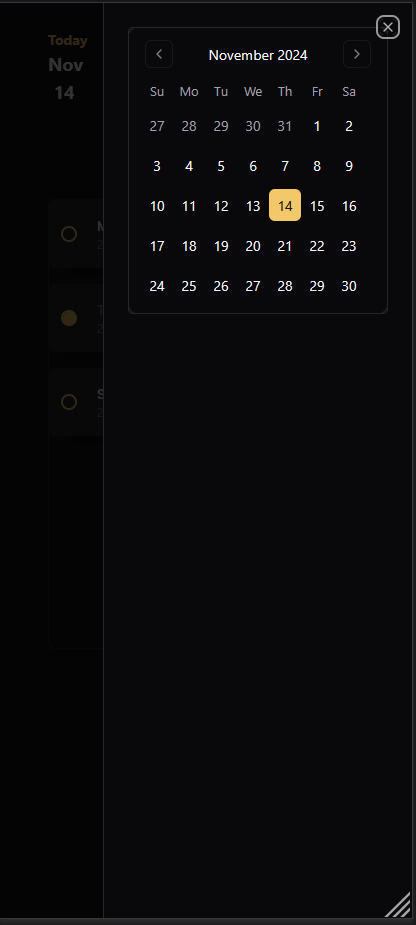 Today
Nov
14
November 2024
Su Mo Tu We Th Fr Sa
27 28 29 30 31 1 2
3 4 5 6 7 8 9
10 11 12 13 14 15 16
17 18 19 20 21 22 23
24 25 26 27 28 29 30